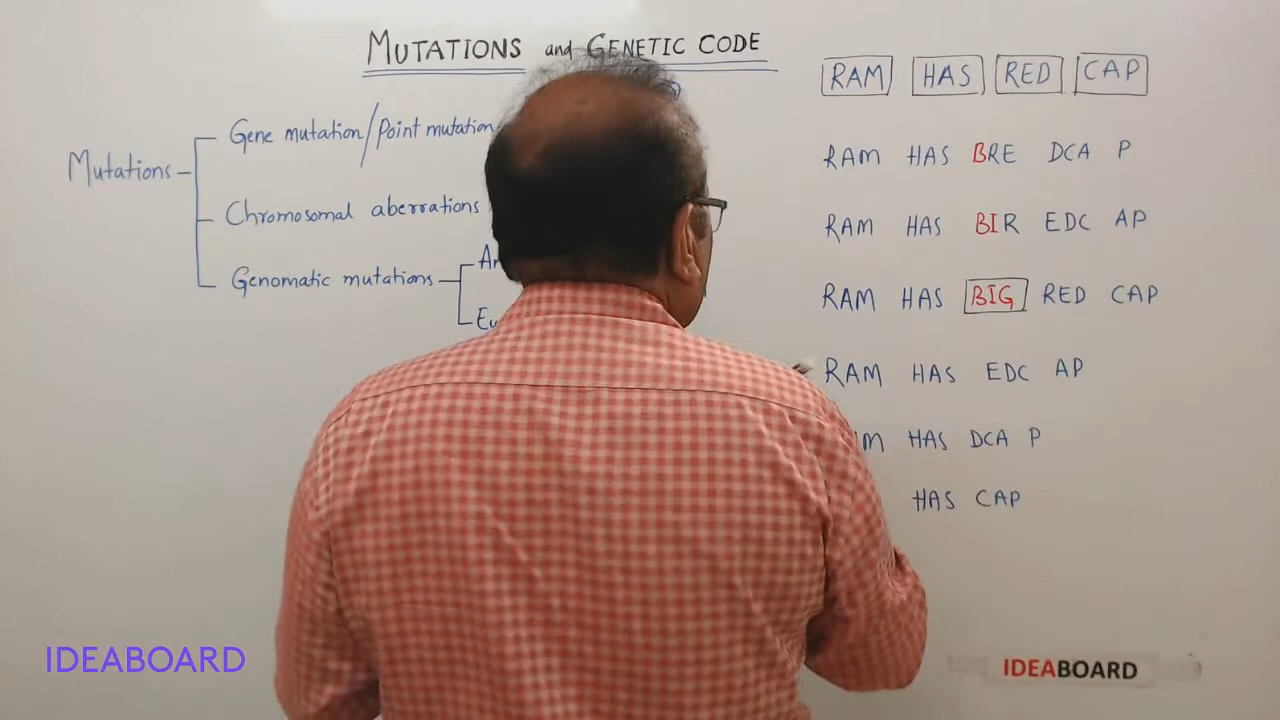 MUTATIONS and GENETIC CODE
Mutations
Gene mutation/Point mutation
Chromosomal aberrations
Genomatic mutations
RAM HAS RED CAP
RAM HAS BRE DCA P
RAM HAS BIR EDC AP
RAM HAS BIG RED CAP
RAM HAS EDC AP
HAS DCA P
HAS CAP
IDEABOARD
IDEABOARD